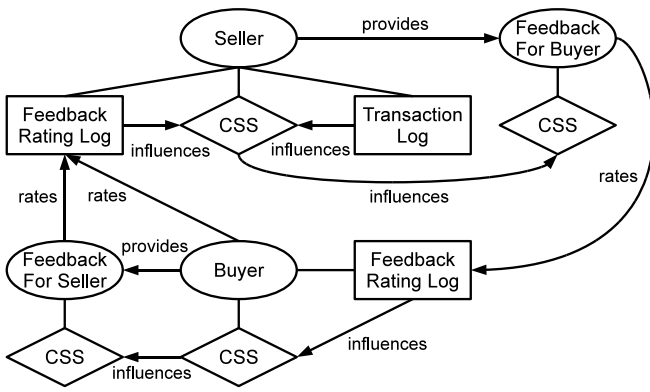 provides
Seller
Feedback
For Buyer
Feedback
Rating Log
CSS
Transaction
Log
CSS
influences
influences
influences
rates
rates
rates
Feedback
For Seller
provides
Buyer
Feedback
Rating Log
influences
CSS
influences
CSS